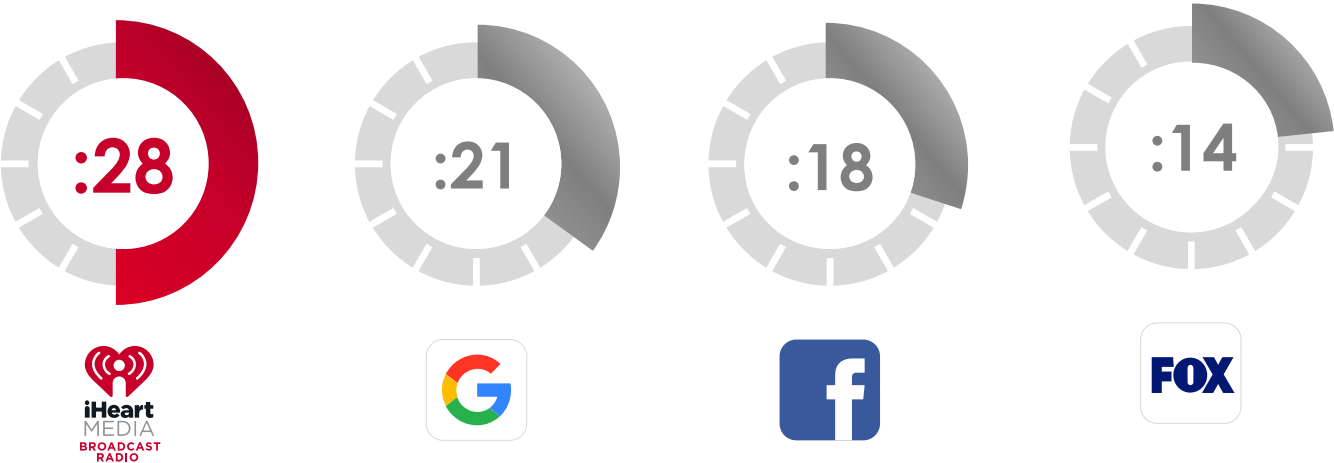 :28
:21
:18
:14
iHeart
MEDIA
BROADCAST
RADIO
G
f
FOX